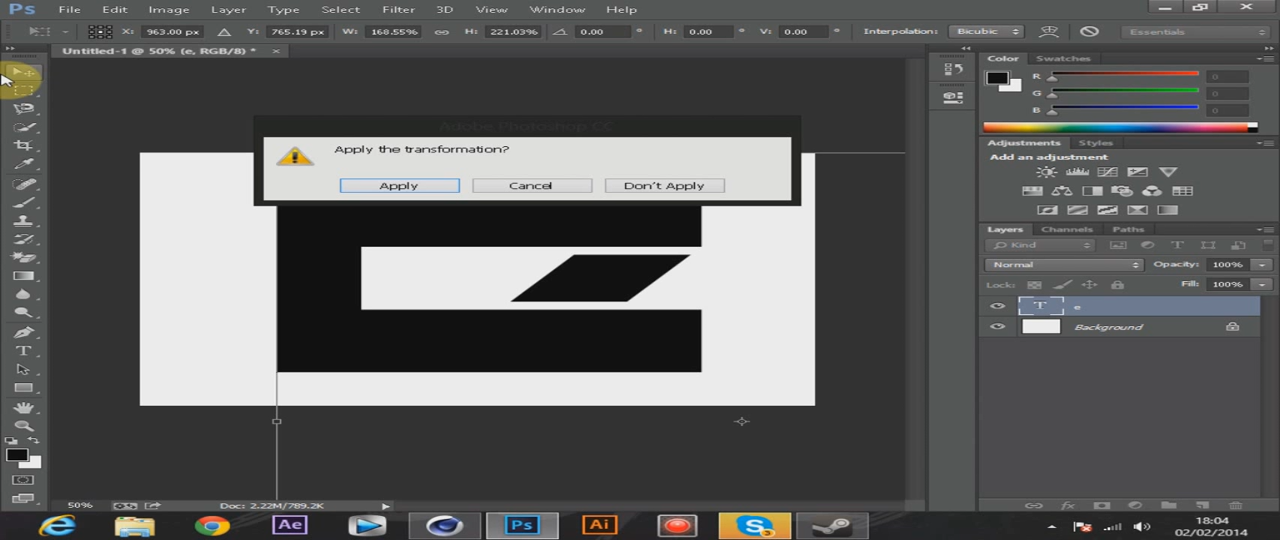 Ps File Edit Image Layer Type Select Filter 3D View Window Help
X: 963.00 px Y: 765.19 px W: 168.55% H: 221.03% 0.00 ° H: 0.00 ° V: 0.00 ° Interpolation: Bicubic Essentials
Untitled-1 @ 50% (e, RGB/8) * ×
Color Swatches
R 0
G 0
B 0
Adobe Photoshop CC
Apply the transformation?
Apply Cancel Don't Apply
Adjustments Styles
Add an adjustment
Layers Channels Paths
Kind
Normal Opacity: 100%
Lock: Fill: 100%
T e
Background
50% Doc: 2.22M/789.2K
Ae Ps Ai
18:04
02/02/2014